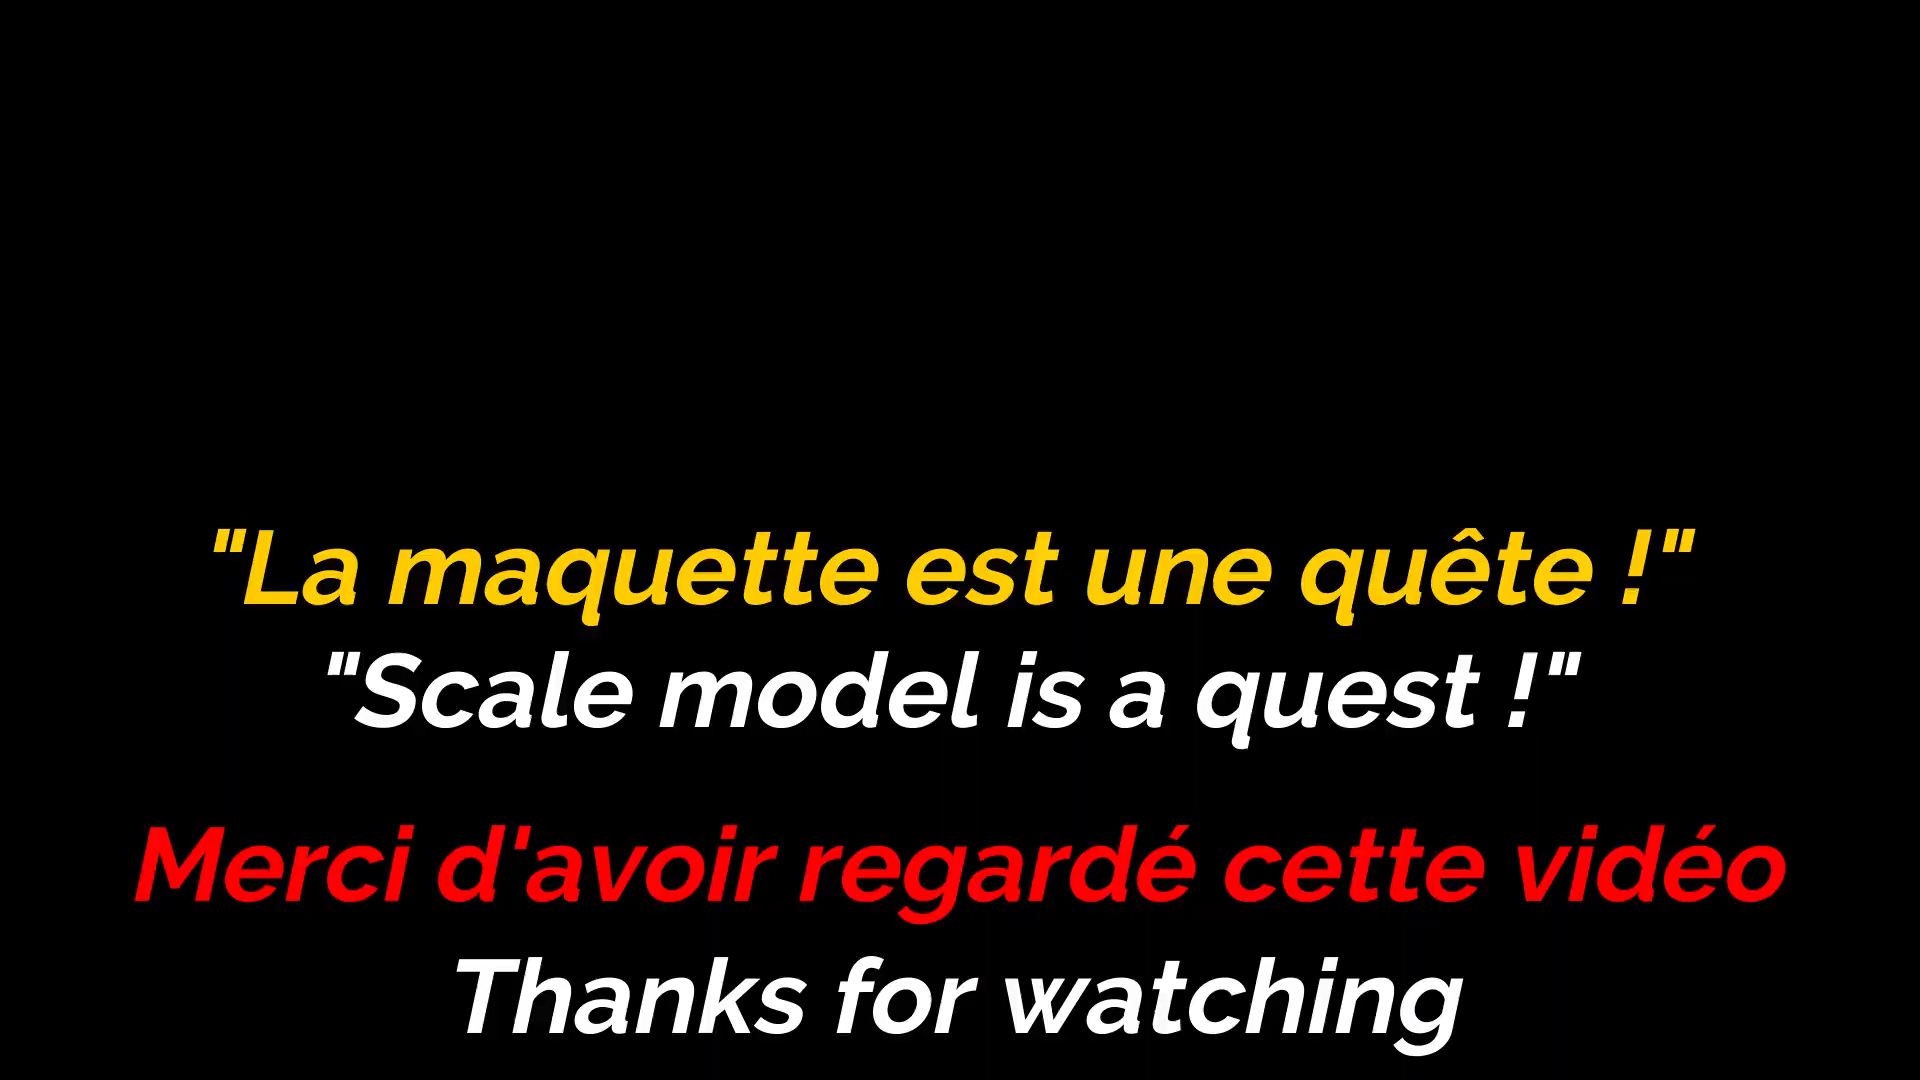 "La maquette est une quête !"
"Scale model is a quest !"
Merci d'avoir regardé cette vidéo
Thanks for watching